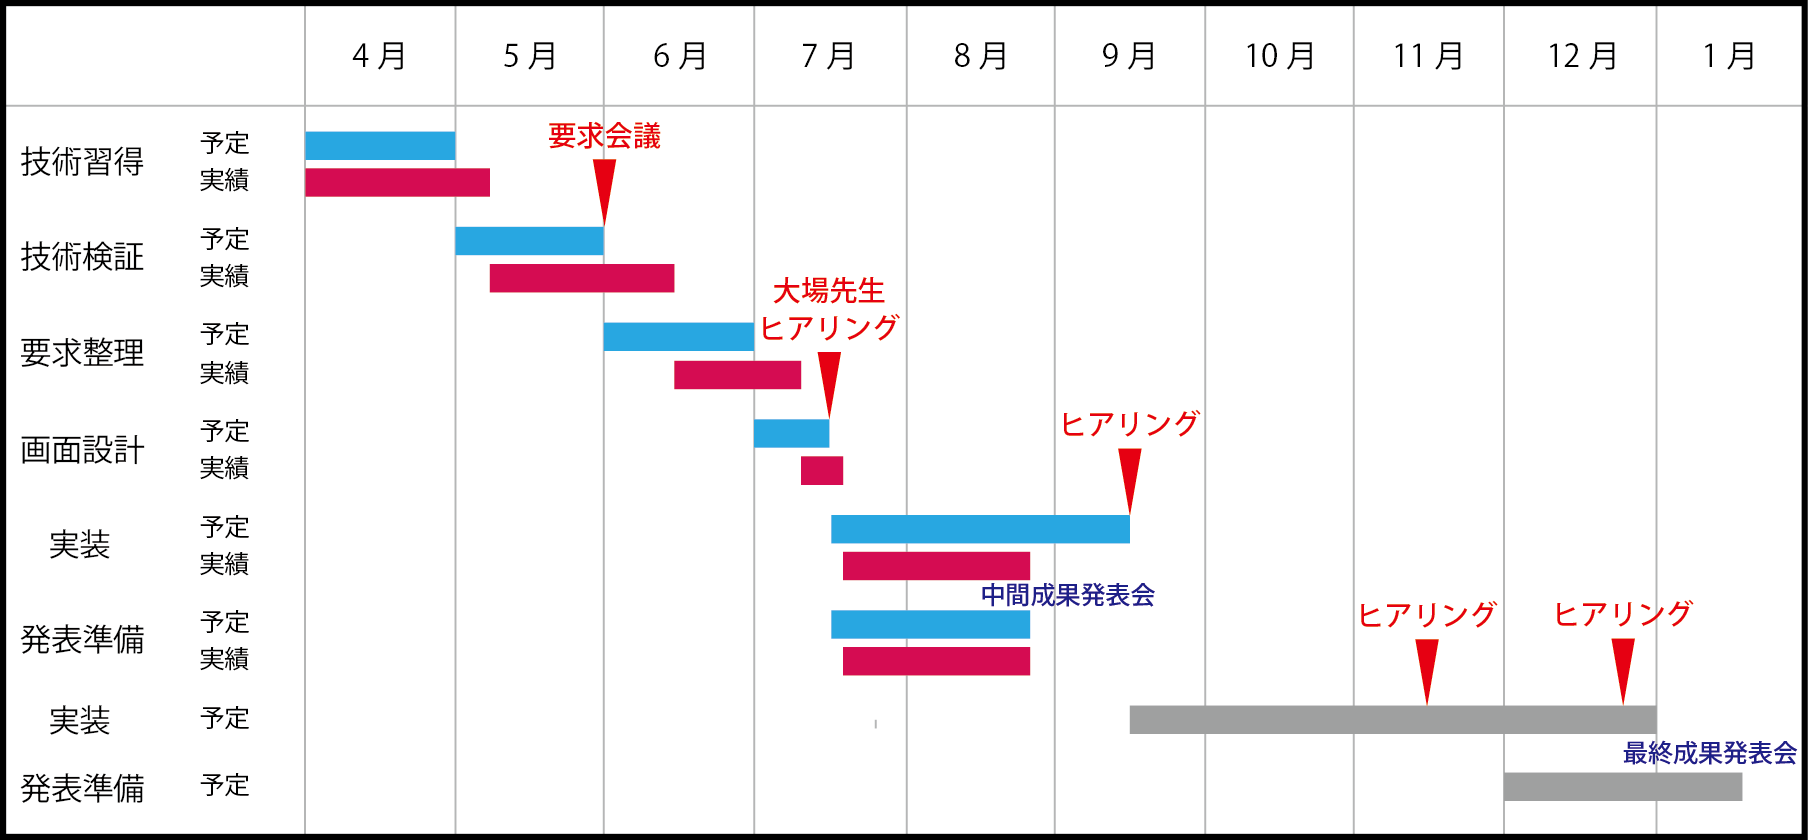 4月 5月 6月 7月 8月 9月 10月 11月 12月 1月
要求会議
技術習得
予定
実績
技術検証
予定
実績
大場先生
ヒアリング
要求整理
予定
実績
ヒアリング
画面設計
予定
実績
実装
予定
実績
中間成果発表会
発表準備
予定
実績
ヒアリング
ヒアリング
実装
予定
最終成果発表会
発表準備
予定